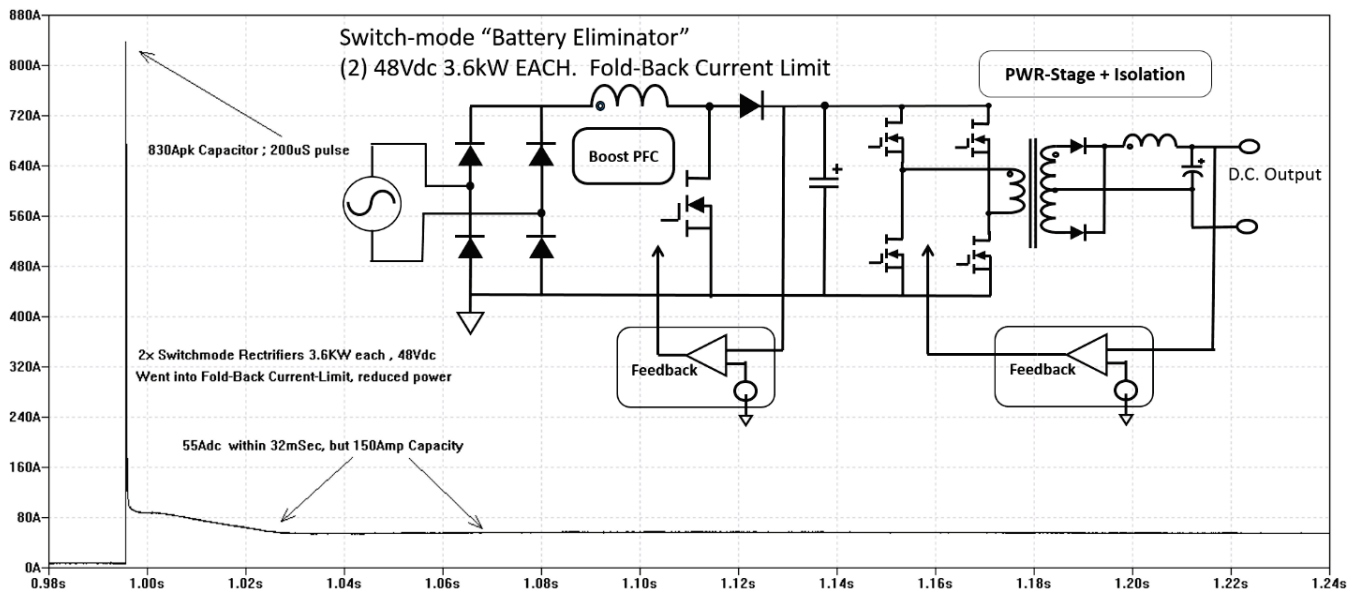 880A
800A
720A
640A
560A
480A
400A
320A
240A
160A
80A
0A
Switch-mode “Battery Eliminator”
(2) 48Vdc 3.6kW EACH.  Fold-Back Current Limit
PWR-Stage + Isolation
830Apk Capacitor ; 200uS pulse
Boost PFC
+
+
D.C. Output
2x Switchmode Rectifiers 3.6KW each , 48Vdc
Went into Fold-Back Current-Limit, reduced power
Feedback
Feedback
55Adc  within 32mSec, but 150Amp Capacity
0.98s 1.00s 1.02s 1.04s 1.06s 1.08s 1.10s 1.12s 1.14s 1.16s 1.18s 1.20s 1.22s 1.24s